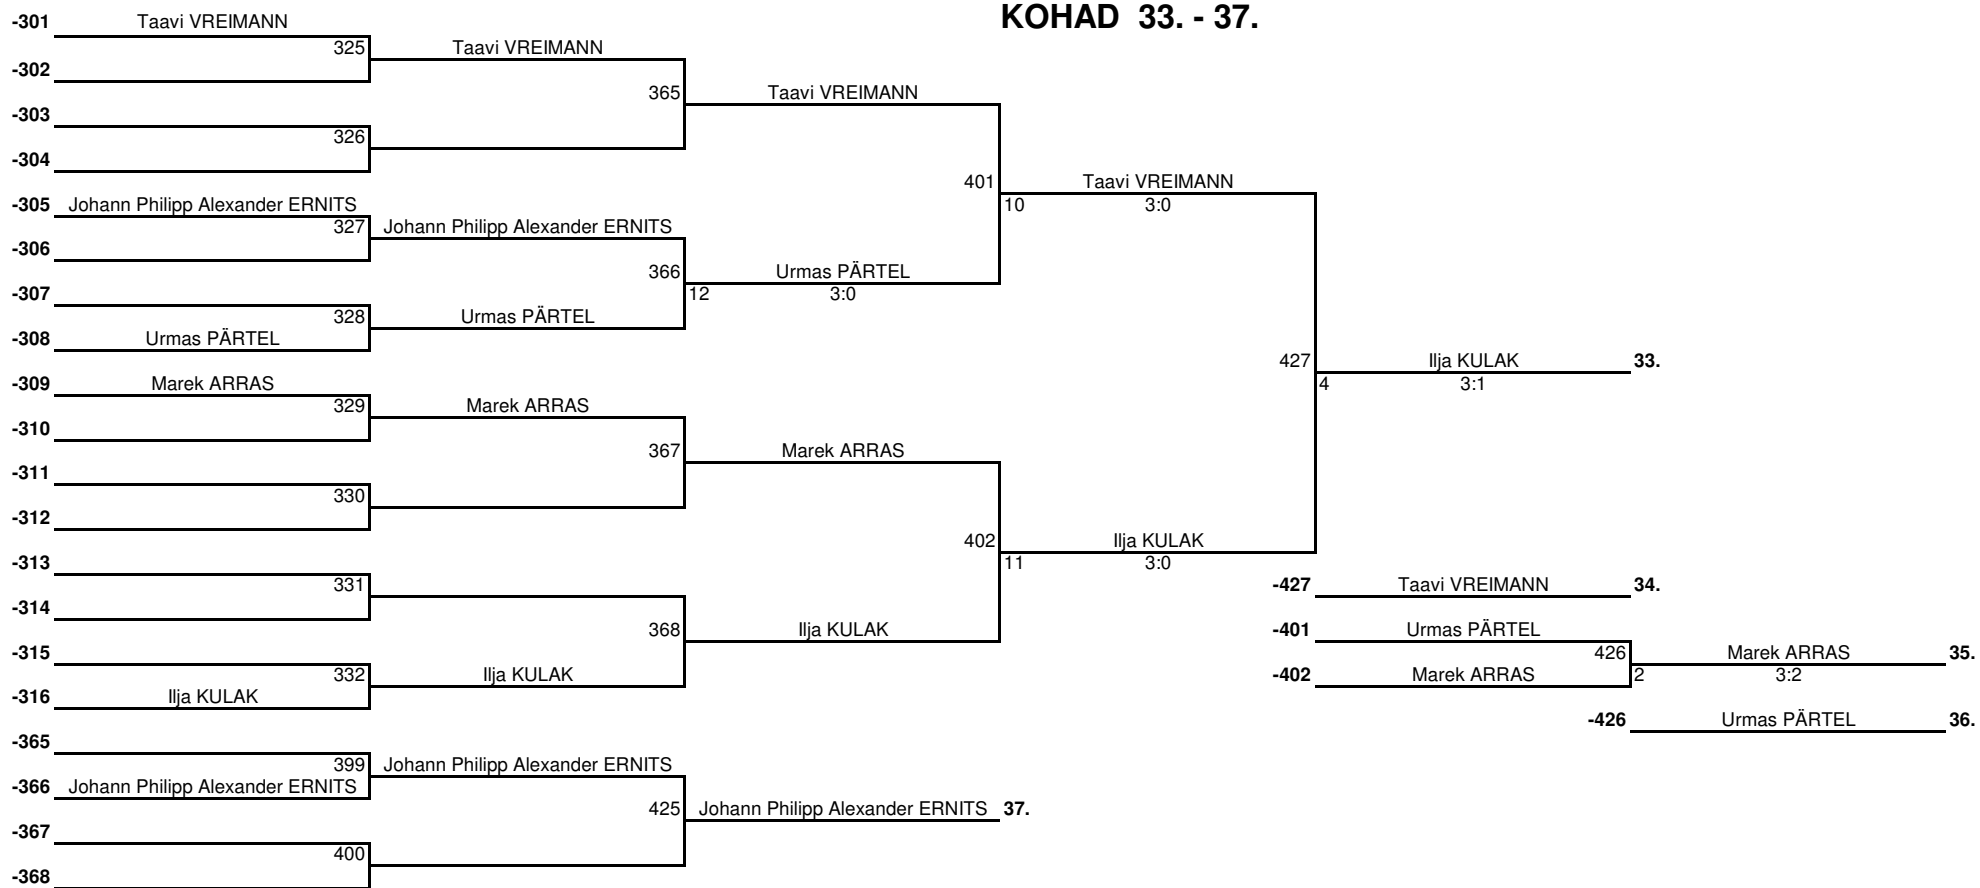 KOHAD 33. - 37.
-301 Taavi VREIMANN
325 Taavi VREIMANN
-302
365 Taavi VREIMANN
-303
326
-304
401 Taavi VREIMANN
10 3:0
-305 Johann Philipp Alexander ERNITS
327 Johann Philipp Alexander ERNITS
-306
366 Urmas PÄRTEL
12 3:0
-307
328 Urmas PÄRTEL
-308 Urmas PÄRTEL
427 Ilja KULAK 33.
4 3:1
-309 Marek ARRAS
329 Marek ARRAS
-310
367 Marek ARRAS
-311
330
-312
402 Ilja KULAK
11 3:0
-313
331
-314
-427 Taavi VREIMANN 34.
368 Ilja KULAK
-401 Urmas PÄRTEL
-315
426 Marek ARRAS 35.
332 Ilja KULAK
-402 Marek ARRAS
2 3:2
-316 Ilja KULAK
-426 Urmas PÄRTEL 36.
-365
399 Johann Philipp Alexander ERNITS
-366 Johann Philipp Alexander ERNITS
425 Johann Philipp Alexander ERNITS 37.
-367
400
-368